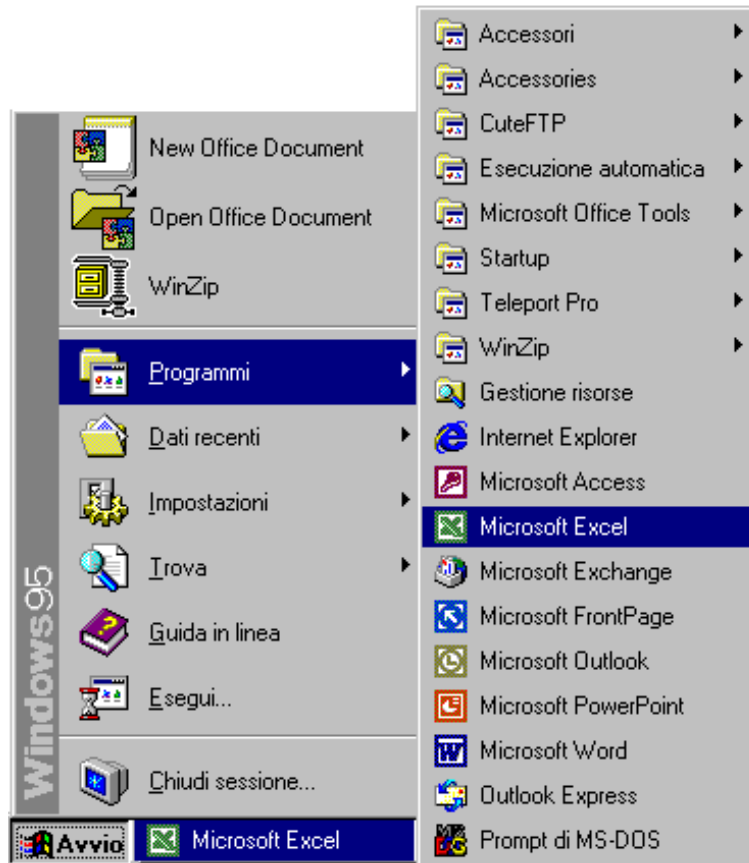 New Office Document
Open Office Document
WinZip
Programmi
Dati recenti
Impostazioni
Trova
Guida in linea
Esegui...
Chiudi sessione...
Windows95
Avvio
Microsoft Excel
Accessori
Accessories
CuteFTP
Esecuzione automatica
Microsoft Office Tools
Startup
Teleport Pro
WinZip
Gestione risorse
Internet Explorer
Microsoft Access
Microsoft Excel
Microsoft Exchange
Microsoft FrontPage
Microsoft Outlook
Microsoft PowerPoint
Microsoft Word
Outlook Express
Prompt di MS-DOS